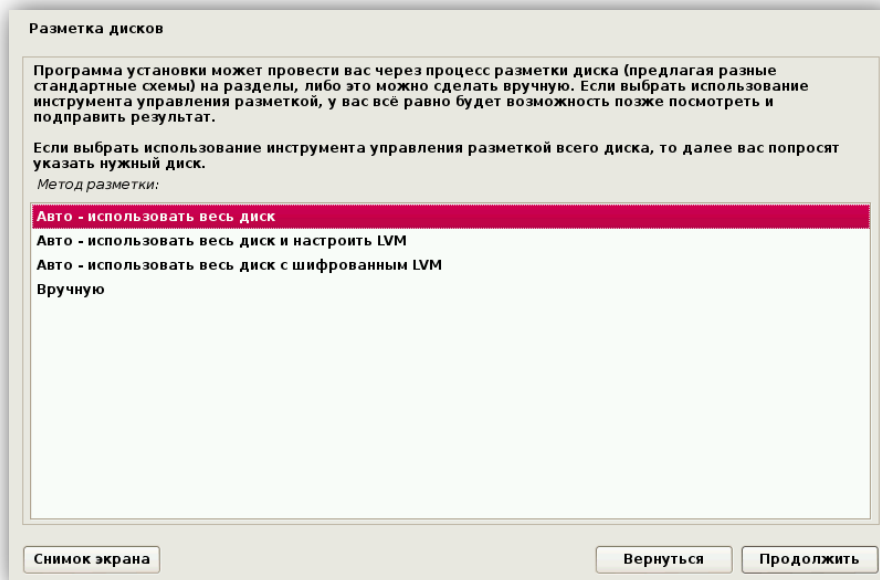 Разметка дисков
Программа установки может провести вас через процесс разметки диска (предлагая разные
стандартные схемы) на разделы, либо это можно сделать вручную. Если выбрать использование
инструмента управления разметкой, у вас всё равно будет возможность позже посмотреть и
подправить результат.
Если выбрать использование инструмента управления разметкой всего диска, то далее вас попросят
указать нужный диск.
Метод разметки:
Авто - использовать весь диск
Авто - использовать весь диск и настроить LVM
Авто - использовать весь диск с шифрованным LVM
Вручную
Снимок экрана
Вернуться
Продолжить